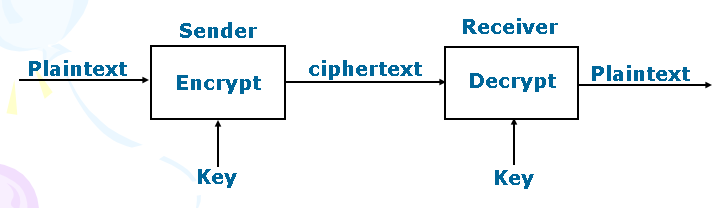 Sender
Receiver
Plaintext
Encrypt
ciphertext
Decrypt
Plaintext
Key
Key